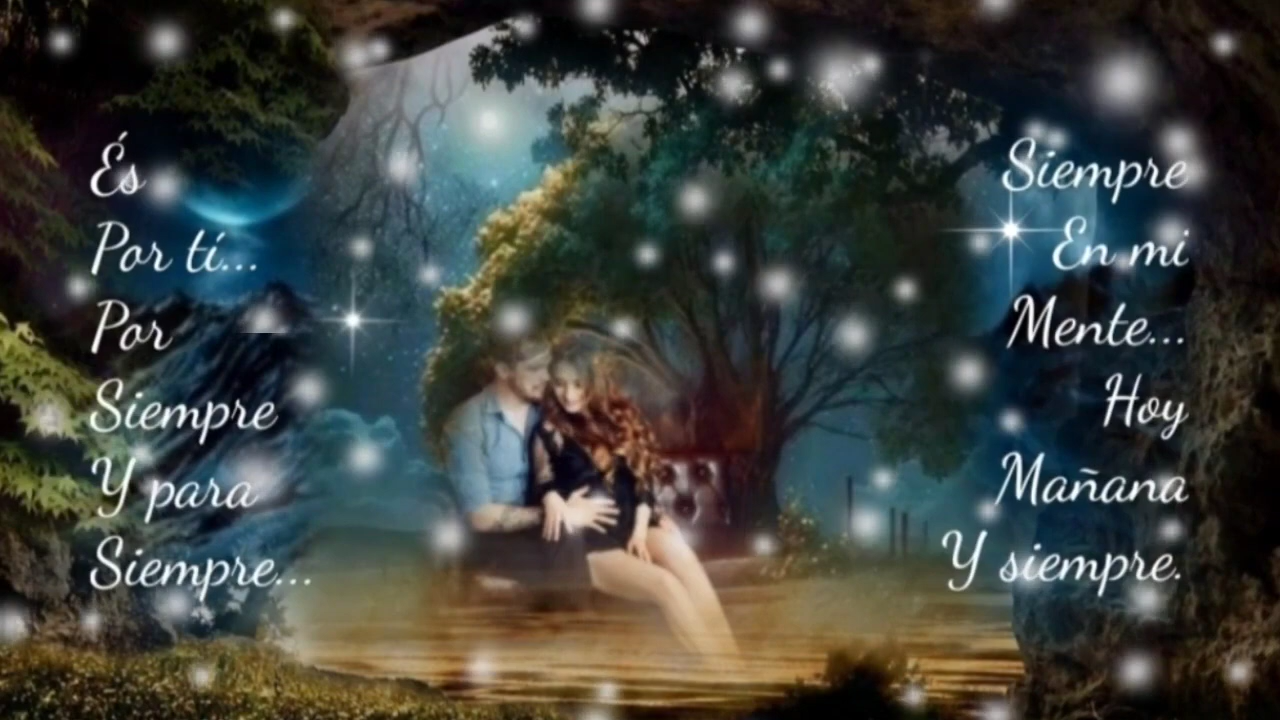 És
Por tí...
Por
Siempre
Y para
Siempre...
Siempre
En mi
Mente...
Hoy
Mañana
Y siempre.